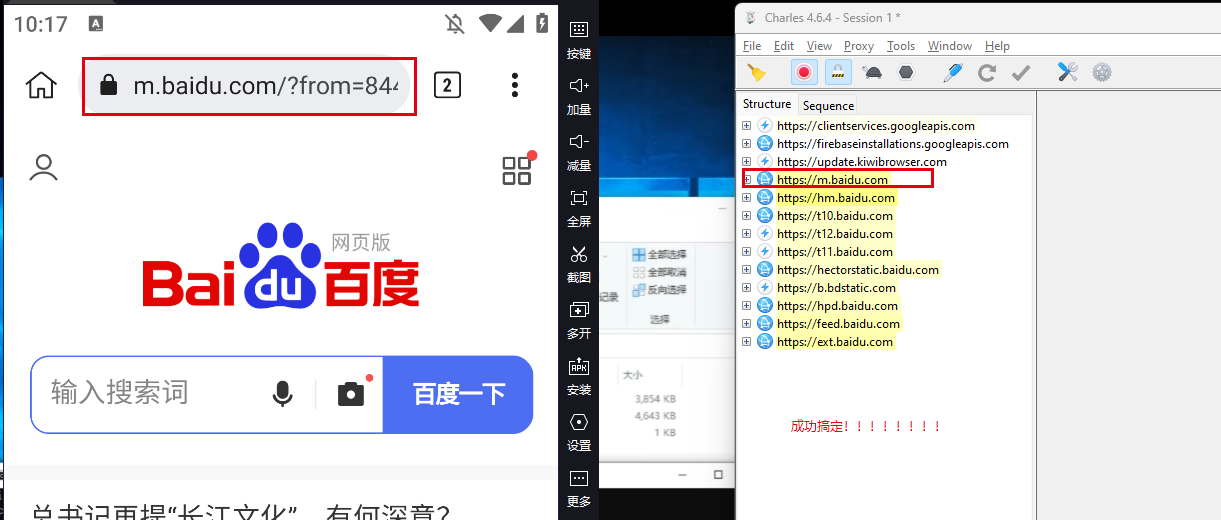 10:17
A
m.baidu.com/?from=844
2
网页版
Bai du 百度
输入搜索词
百度一下
总书记再提“长江文化”，有何深意？
按键
加量
减量
全屏
截图
多开
APK
安装
设置
更多
全部选择
全部取消
反向选择
记录
选择
大小
3,854 KB
4,643 KB
1 KB
Charles 4.6.4 - Session 1 *
File Edit View Proxy Tools Window Help
Structure Sequence
https://clientservices.googleapis.com
https://firebaseinstallations.googleapis.com
https://update.kiwibrowser.com
https://m.baidu.com
https://hm.baidu.com
https://t10.baidu.com
https://t12.baidu.com
https://t11.baidu.com
https://hectorstatic.baidu.com
https://b.bdstatic.com
https://hpd.baidu.com
https://feed.baidu.com
https://ext.baidu.com
成功搞定！！！！！！！！